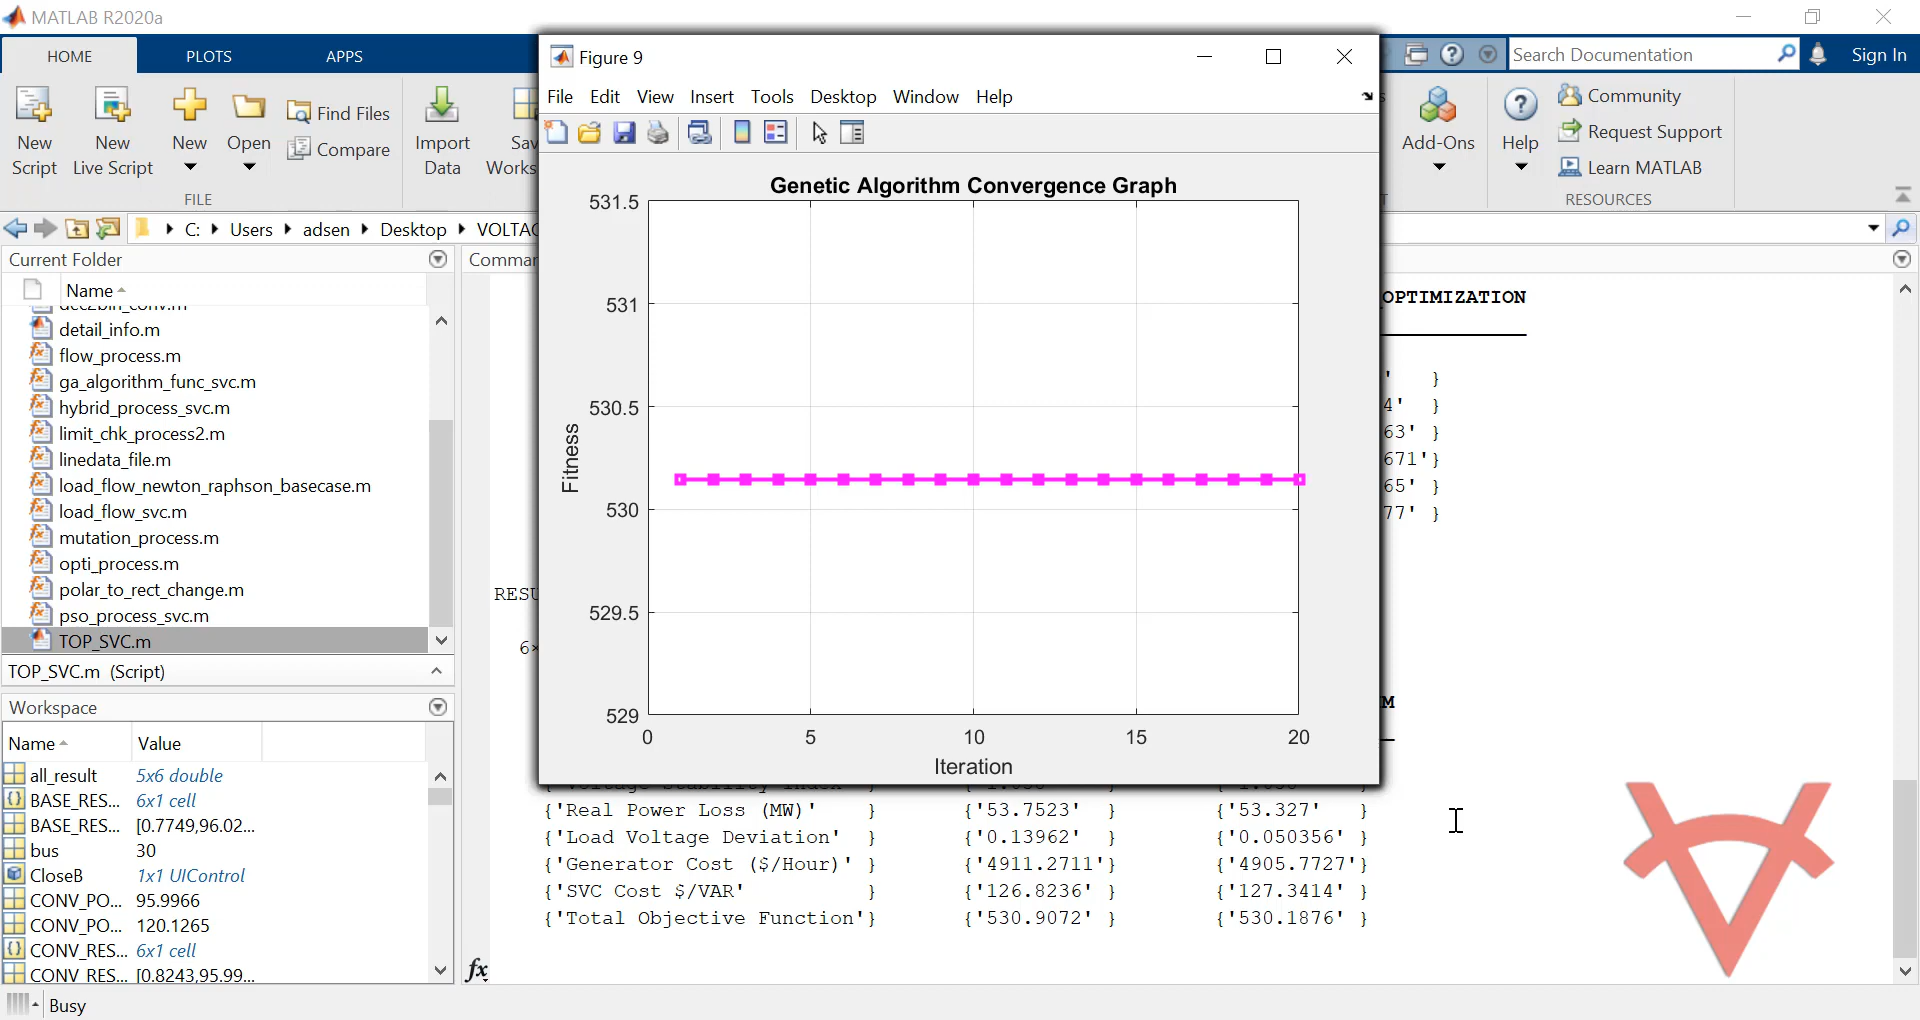 MATLAB R2020a
HOME PLOTS APPS
Search Documentation
Sign In
New Script
New Live Script
New
Open
Find Files
Compare
FILE
Import Data
Add-Ons
Help
Community
Request Support
Learn MATLAB
RESOURCES
C: Users adsen Desktop
Current Folder
Name
detail_info.m
flow_process.m
ga_algorithm_func_svc.m
hybrid_process_svc.m
limit_chk_process2.m
linedata_file.m
load_flow_newton_raphson_basecase.m
load_flow_svc.m
mutation_process.m
opti_process.m
polar_to_rect_change.m
pso_process_svc.m
TOP_SVC.m
TOP_SVC.m (Script)
Workspace
Name Value
all_result 5x6 double
BASE_RES... 6x1 cell
BASE_RES... [0.7749,96.02...
bus 30
CloseB 1x1 UIControl
CONV_PO... 95.9966
CONV_PO... 120.1265
CONV_RES... 6x1 cell
CONV_RES... [0.8243,95.99...
Busy
Figure 9
File Edit View Insert Tools Desktop Window Help
Genetic Algorithm Convergence Graph
531.5
531
530.5
530
529.5
529
Fitness
0 5 10 15 20
Iteration
OPTIMIZATION
' }
4' }
63' }
671'}
65' }
77' }
{'Real Power Loss (MW)' } {'53.7523' } {'53.327' }
{'Load Voltage Deviation' } {'0.13962' } {'0.050356' }
{'Generator Cost ($/Hour)' } {'4911.2711'} {'4905.7727'}
{'SVC Cost $/VAR' } {'126.8236' } {'127.3414' }
{'Total Objective Function'} {'530.9072' } {'530.1876' }
fx